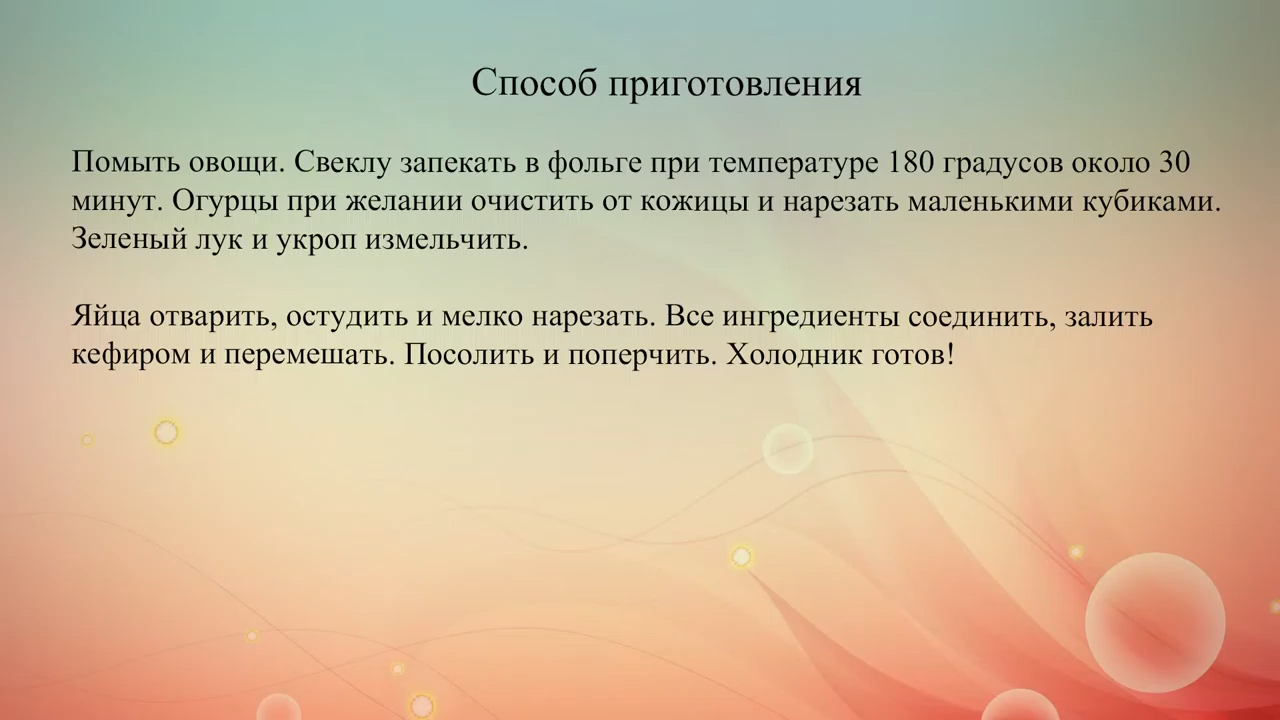 Способ приготовления
Помыть овощи. Свеклу запекать в фольге при температуре 180 градусов около 30
минут. Огурцы при желании очистить от кожицы и нарезать маленькими кубиками.
Зеленый лук и укроп измельчить.
Яйца отварить, остудить и мелко нарезать. Все ингредиенты соединить, залить
кефиром и перемешать. Посолить и поперчить. Холодник готов!